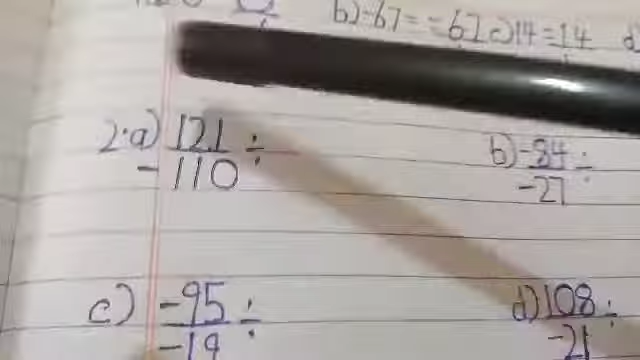 b) -67 = -67 c) 14 = 14 d
2.a) 121/-110 ÷ b) -84/-27 ÷
c) -95/-19 ÷ d) 108/-21 ÷